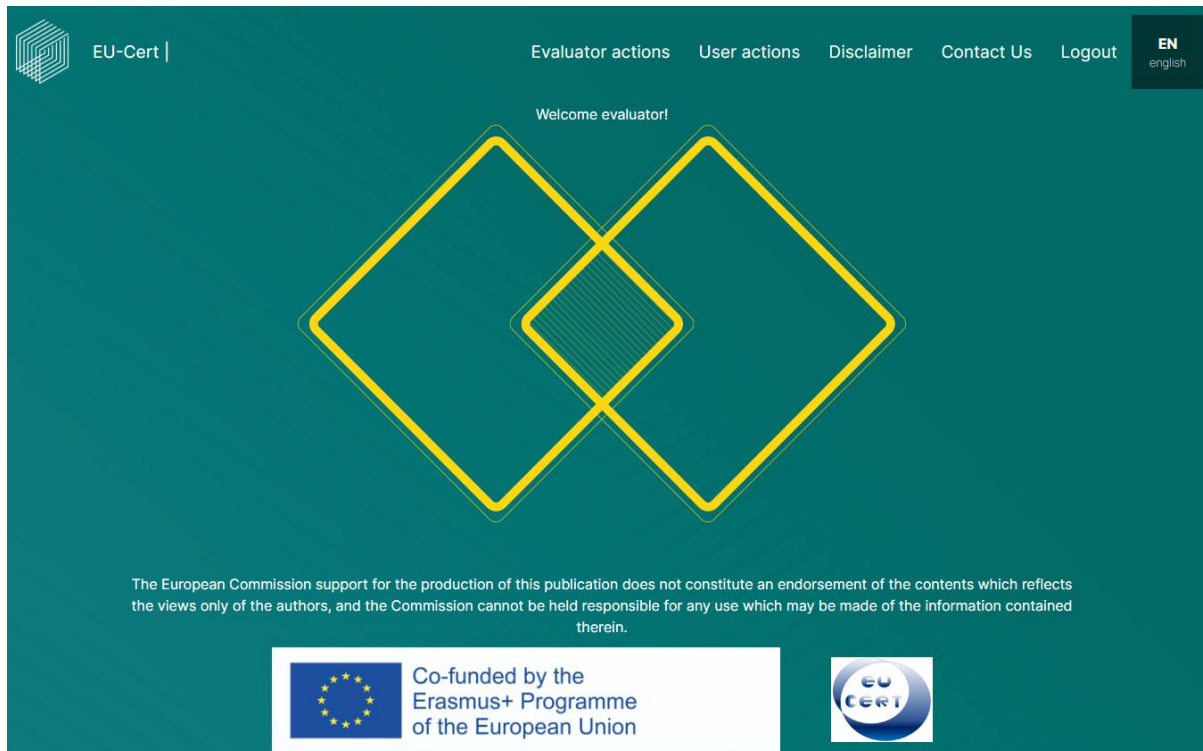 EU-Cert |
Evaluator actions
User actions
Disclaimer
Contact Us
Logout
EN
english
Welcome evaluator!
The European Commission support for the production of this publication does not constitute an endorsement of the contents which reflects
the views only of the authors, and the Commission cannot be held responsible for any use which may be made of the information contained
therein.
Co-funded by the
Erasmus+ Programme
of the European Union
EU
CERT